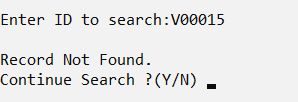 Enter ID to search:V00015
Record Not Found.
Continue Search ?(Y/N)